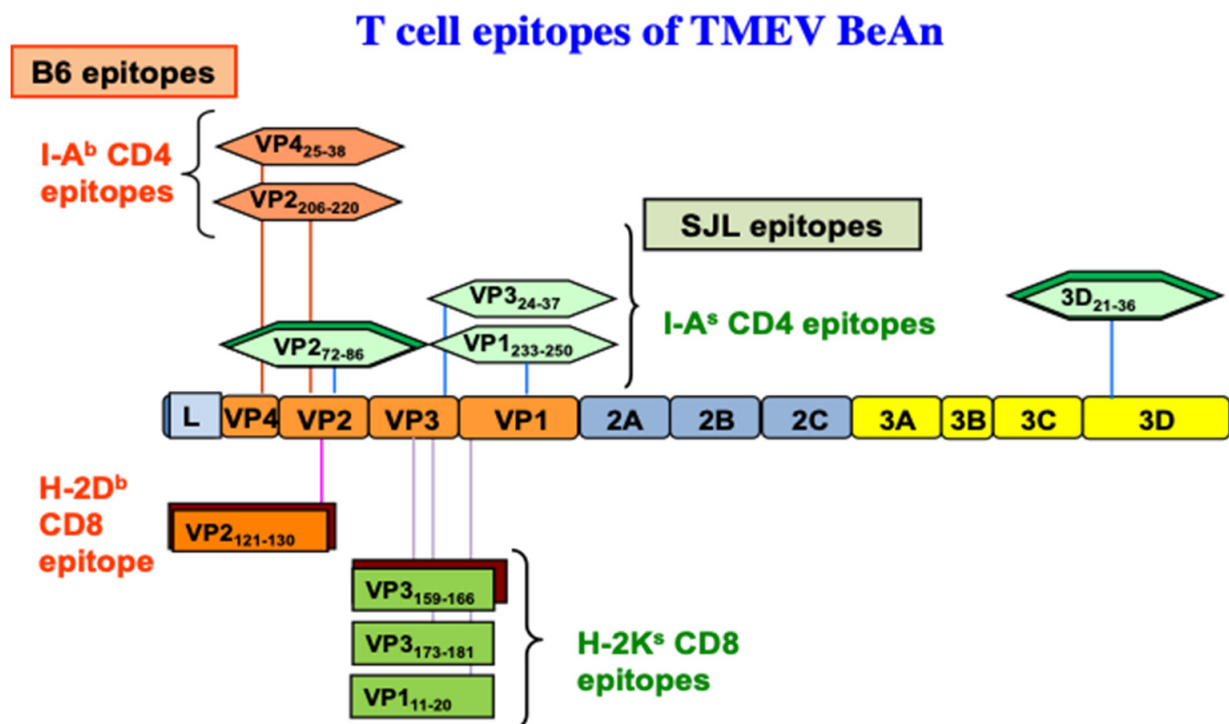 T cell epitopes of TMEV BeAn
B6 epitopes
I-Aᵇ CD4
epitopes
VP4₂₅₋₃₈
VP2₂₀₆₋₂₂₀
SJL epitopes
VP3₂₄₋₃₇
VP1₂₃₃₋₂₅₀
I-Aˢ CD4 epitopes
3D₂₁₋₃₆
VP2₇₂₋₈₆
L VP4 VP2 VP3 VP1 2A 2B 2C 3A 3B 3C 3D
H-2Dᵇ
CD8
epitope
VP2₁₂₁₋₁₃₀
VP3₁₅₉₋₁₆₆
VP3₁₇₃₋₁₈₁
VP1₁₁₋₂₀
H-2Kˢ CD8
epitopes